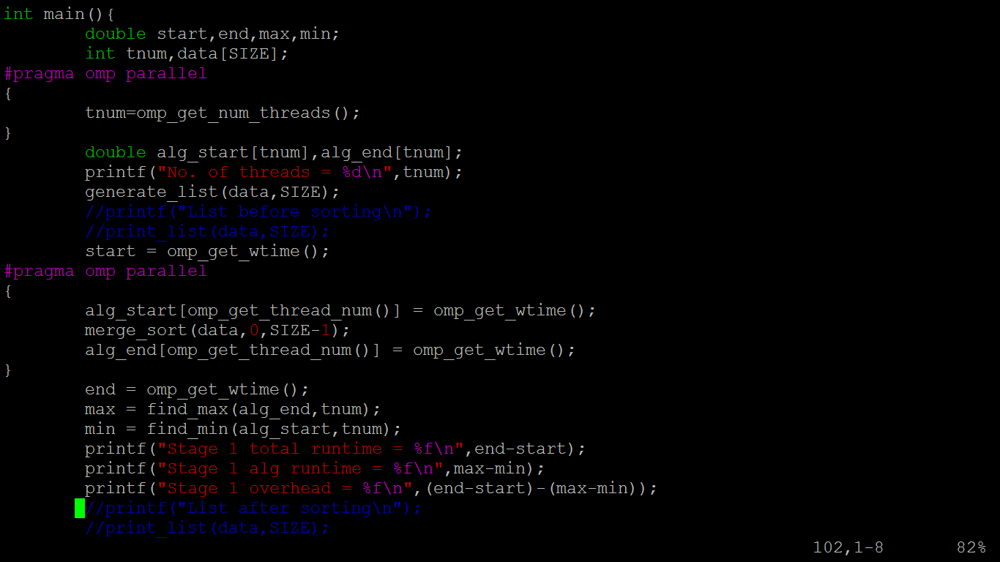 int main(){
        double start,end,max,min;
        int tnum,data[SIZE];
#pragma omp parallel
{
        tnum=omp_get_num_threads();
}
        double alg_start[tnum],alg_end[tnum];
        printf("No. of threads = %d\n",tnum);
        generate_list(data,SIZE);
        //printf("List before sorting\n");
        //print_list(data,SIZE);
        start = omp_get_wtime();
#pragma omp parallel
{
        alg_start[omp_get_thread_num()] = omp_get_wtime();
        merge_sort(data,0,SIZE-1);
        alg_end[omp_get_thread_num()] = omp_get_wtime();
}
        end = omp_get_wtime();
        max = find_max(alg_end,tnum);
        min = find_min(alg_start,tnum);
        printf("Stage 1 total runtime = %f\n",end-start);
        printf("Stage 1 alg runtime = %f\n",max-min);
        printf("Stage 1 overhead = %f\n",(end-start)-(max-min));
        //printf("List after sorting\n");
        //print_list(data,SIZE);
102,1-8 82%